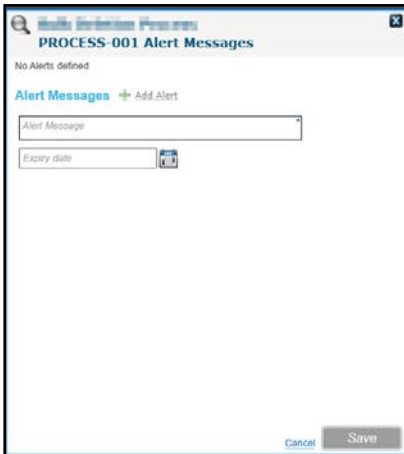 PROCESS-001 Alert Messages
No Alerts defined
Alert Messages Add Alert
Alert Message
Expiry date
Cancel Save